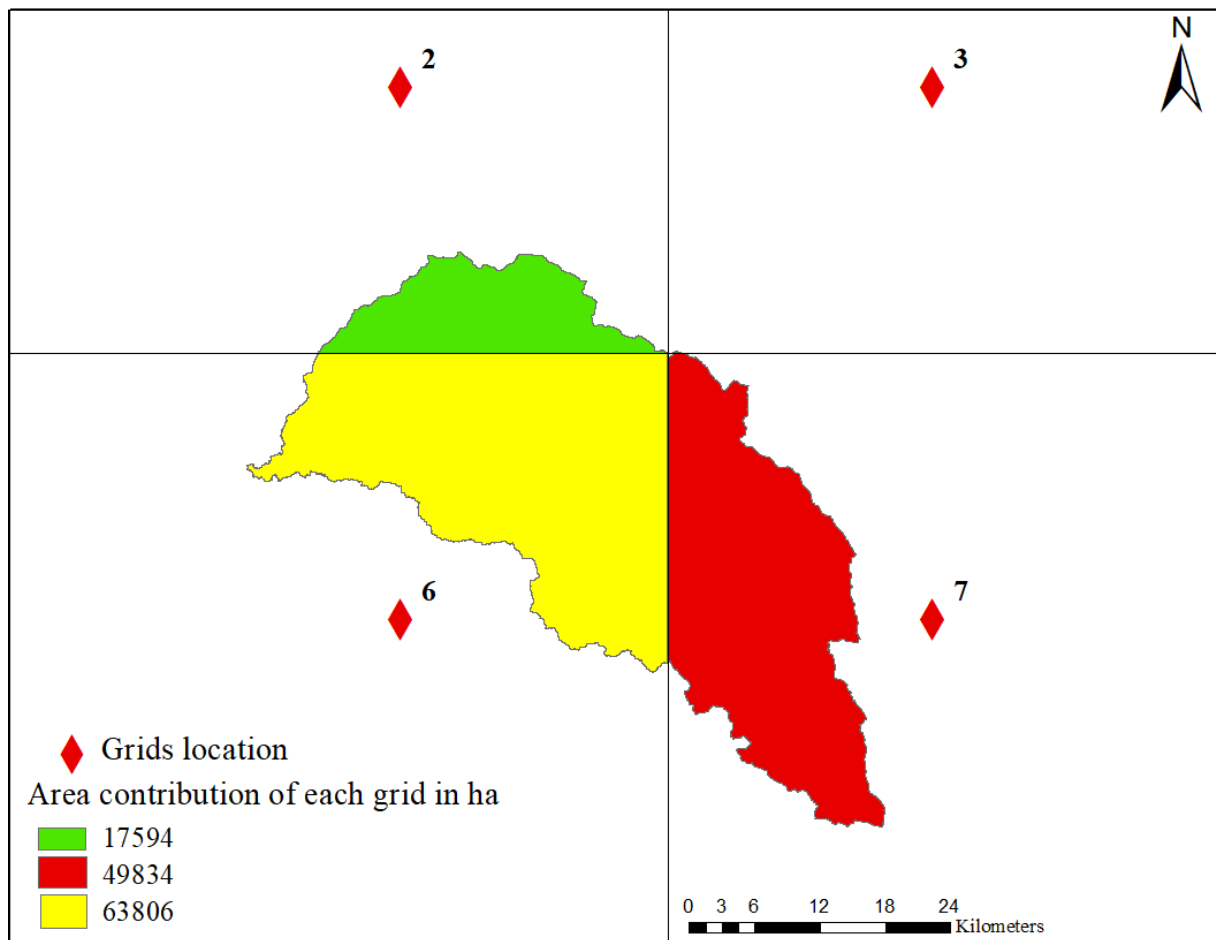 2
3
N
6
7
Grids location
Area contribution of each grid in ha
17594
49834
63806
0 3 6 12 18 24
Kilometers